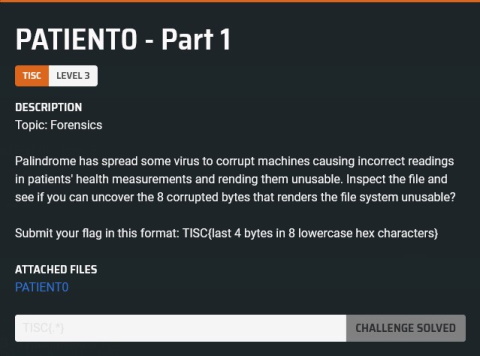 PATIENT0 - Part 1
TISC LEVEL 3
DESCRIPTION
Topic: Forensics
Palindrome has spread some virus to corrupt machines causing incorrect readings
in patients' health measurements and rending them unusable. Inspect the file and
see if you can uncover the 8 corrupted bytes that renders the file system unusable?
Submit your flag in this format: TISC{last 4 bytes in 8 lowercase hex characters}
ATTACHED FILES
PATIENT0
TISC{.*} CHALLENGE SOLVED